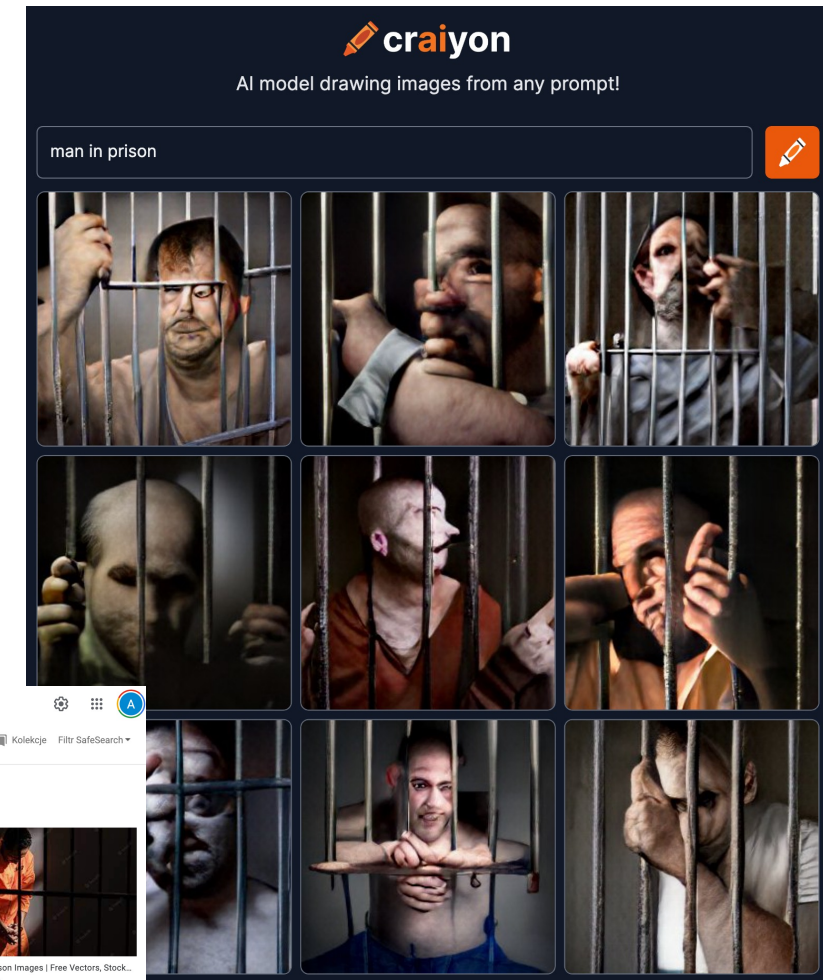 craiyon
AI model drawing images from any prompt!
man in prison
A
Kolekcje Filtr SafeSearch
son Images | Free Vectors, Stock...